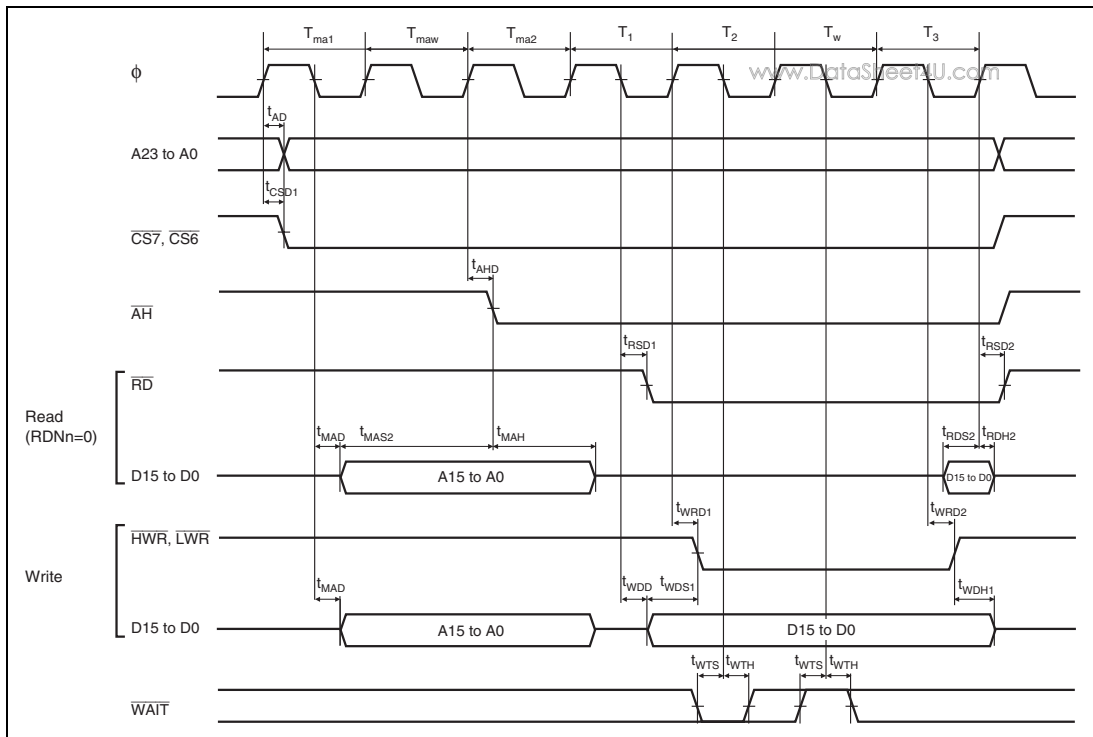 Tma1 Tmaw Tma2 T1 T2 Tw T3
www.DataSheet4U.com
ϕ
tAD
A23 to A0
tCSD1
CS7, CS6
tAHD
AH
tRSD1 tRSD2
RD
Read
(RDNn=0)
tMAD tMAS2 tMAH tRDS2 tRDH2
D15 to D0 A15 to A0 D15 to D0
tWRD1 tWRD2
HWR, LWR
Write
tMAD tWDD tWDS1 tWDH1
D15 to D0 A15 to A0 D15 to D0
tWTS tWTH tWTS tWTH
WAIT